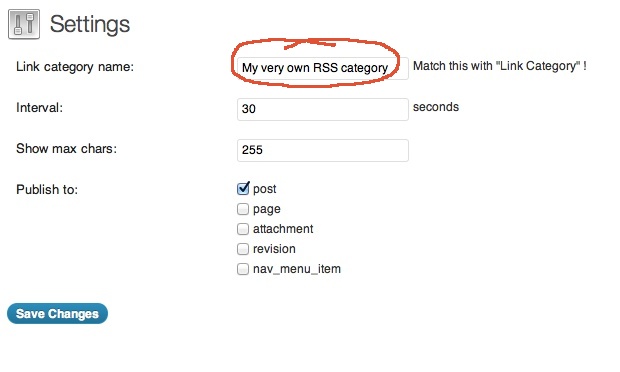 Settings
Link category name: My very own RSS category Match this with "Link Category" !
Interval: 30 seconds
Show max chars: 255
Publish to: post
page
attachment
revision
nav_menu_item
Save Changes